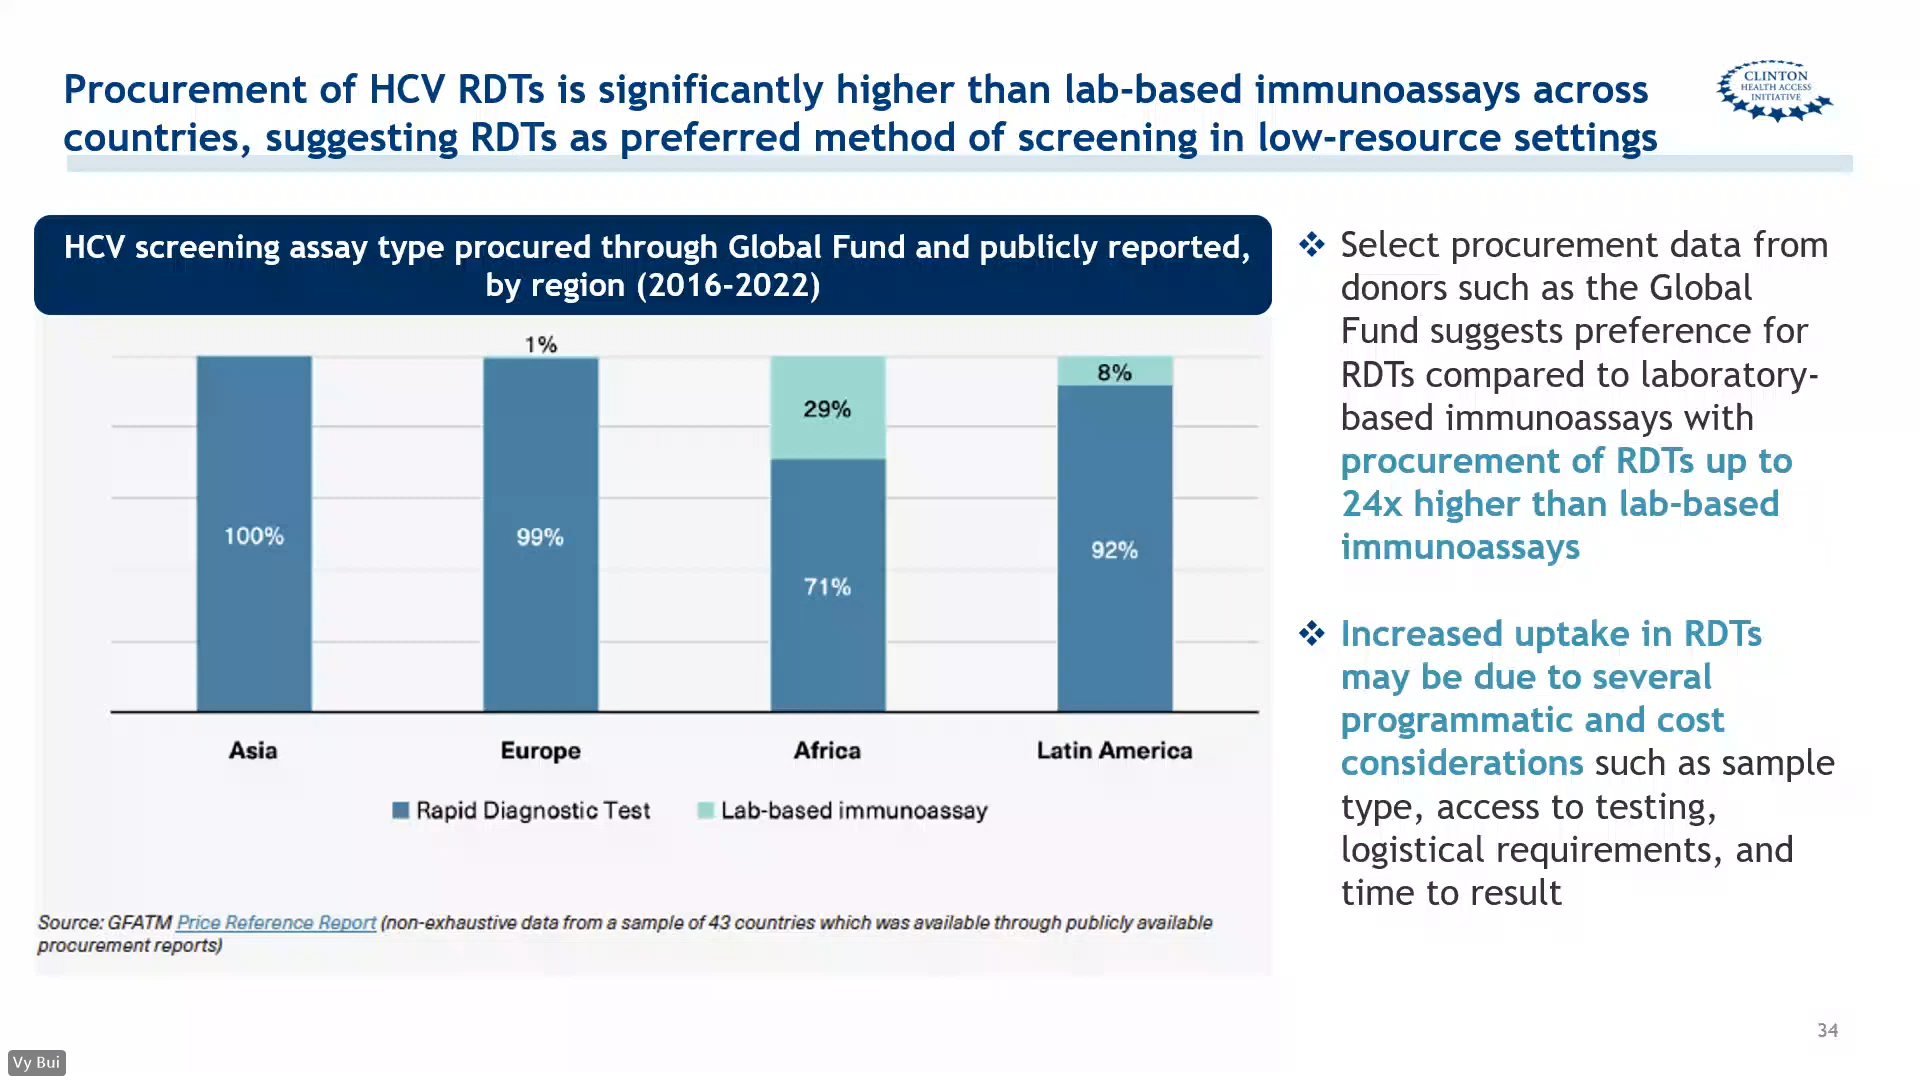 Procurement of HCV RDTs is significantly higher than lab-based immunoassays across
countries, suggesting RDTs as preferred method of screening in low-resource settings
CLINTON
HEALTH ACCESS
INITIATIVE
HCV screening assay type procured through Global Fund and publicly reported,
by region (2016-2022)
1%
8%
29%
100%
99%
71%
92%
Asia
Europe
Africa
Latin America
Rapid Diagnostic Test
Lab-based immunoassay
Source: GFATM Price Reference Report (non-exhaustive data from a sample of 43 countries which was available through publicly available
procurement reports)
❖ Select procurement data from
donors such as the Global
Fund suggests preference for
RDTs compared to laboratory-
based immunoassays with
procurement of RDTs up to
24x higher than lab-based
immunoassays
❖ Increased uptake in RDTs
may be due to several
programmatic and cost
considerations such as sample
type, access to testing,
logistical requirements, and
time to result
34
Vy Bui